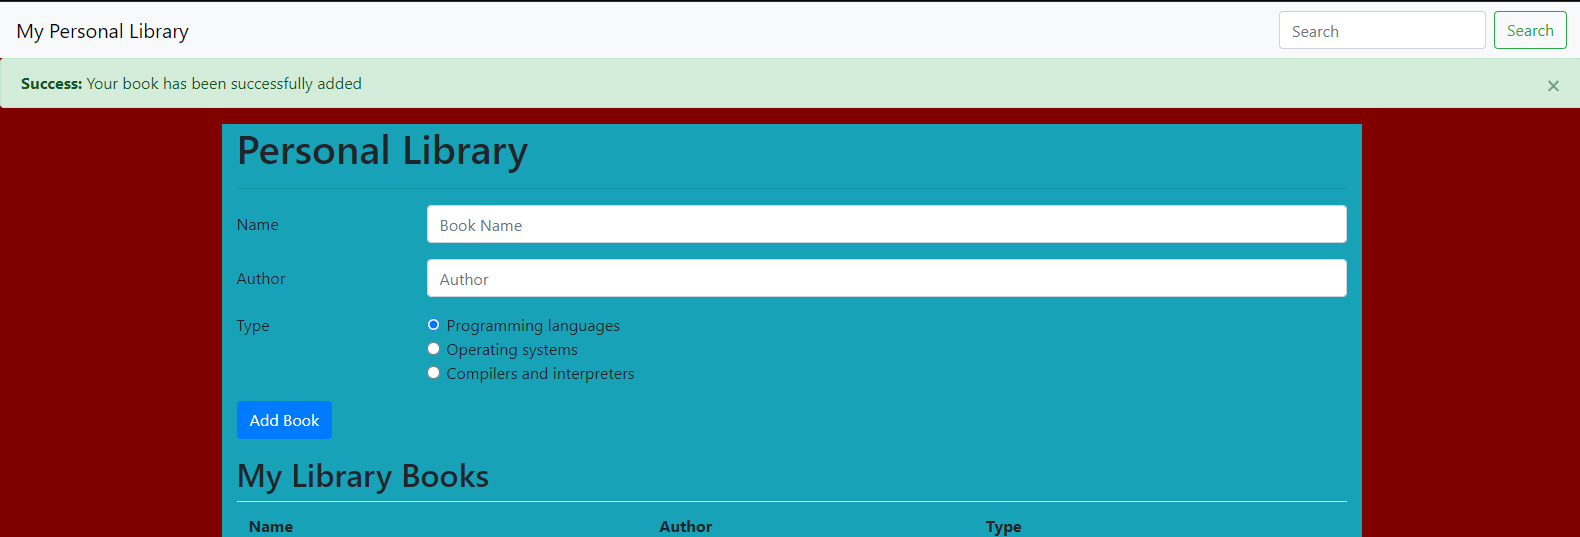 My Personal Library Search Search
Success: Your book has been successfully added ×
Personal Library
Name Book Name
Author Author
Type Programming languages
Operating systems
Compilers and interpreters
Add Book
My Library Books
Name Author Type